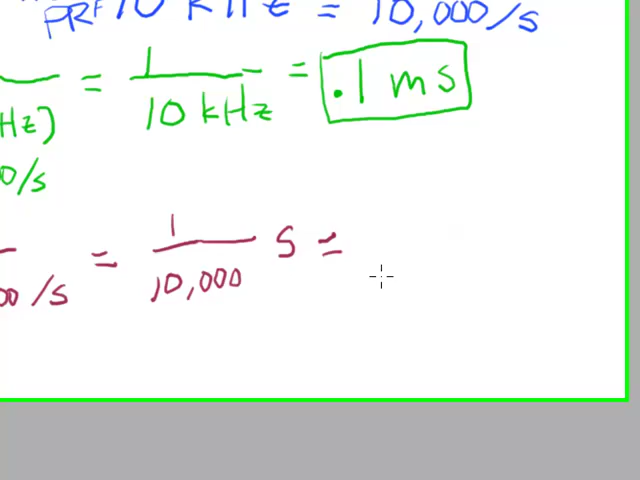 PRF 10 kHz = 10,000/s
= 1/10 kHz = .1 ms
Hz)
0/s
00/s = 1/10,000 s =